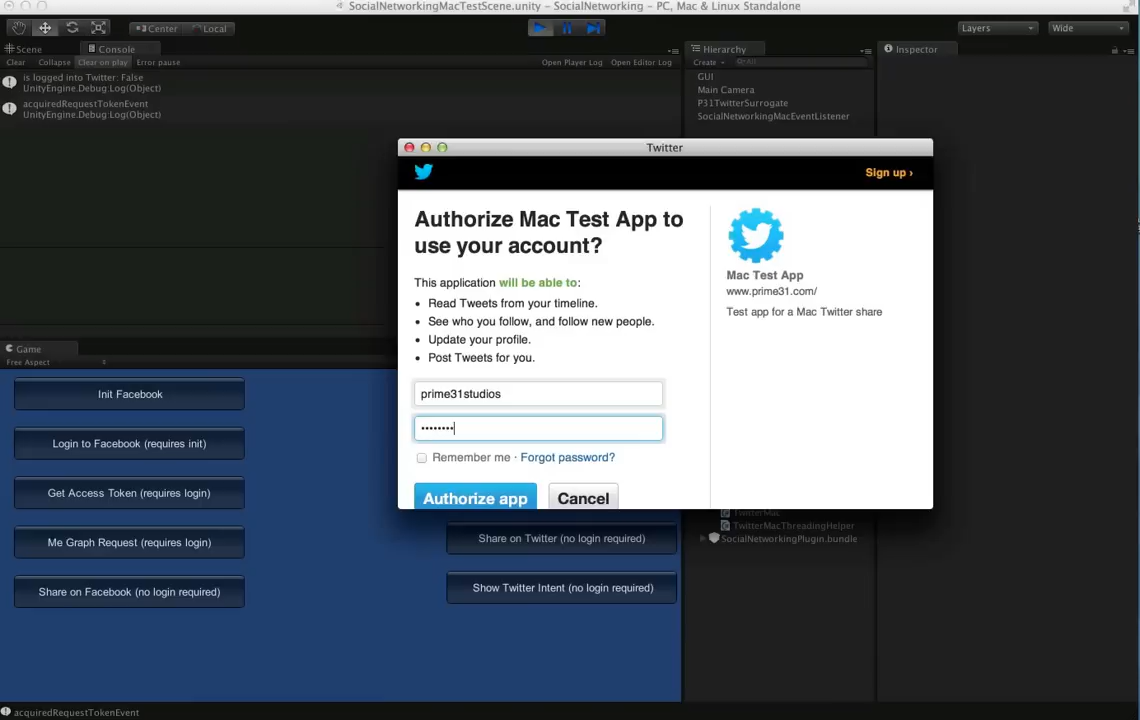 SocialNetworkingMacTestScene.unity – SocialNetworking – PC, Mac & Linux Standalone
Center
Local
Layers
Wide
Scene
Console
Clear
Collapse
Clear on play
Error pause
Open Player Log
Open Editor Log
is logged into Twitter: False
UnityEngine.Debug:Log(Object)
acquiredRequestTokenEvent
UnityEngine.Debug:Log(Object)
Hierarchy
Create
All
GUI
Main Camera
P31TwitterSurrogate
SocialNetworkingMacEventListener
Inspector
Twitter
Sign up ›
Authorize Mac Test App to
use your account?
This application will be able to:
• Read Tweets from your timeline.
• See who you follow, and follow new people.
• Update your profile.
• Post Tweets for you.
prime31studios
••••••••
Remember me · Forgot password?
Authorize app
Cancel
Mac Test App
www.prime31.com/
Test app for a Mac Twitter share
Game
Free Aspect
Init Facebook
Login to Facebook (requires init)
Get Access Token (requires login)
Me Graph Request (requires login)
Share on Facebook (no login required)
Share on Twitter (no login required)
Show Twitter Intent (no login required)
TwitterMac
TwitterMacThreadingHelper
SocialNetworkingPlugin.bundle
acquiredRequestTokenEvent